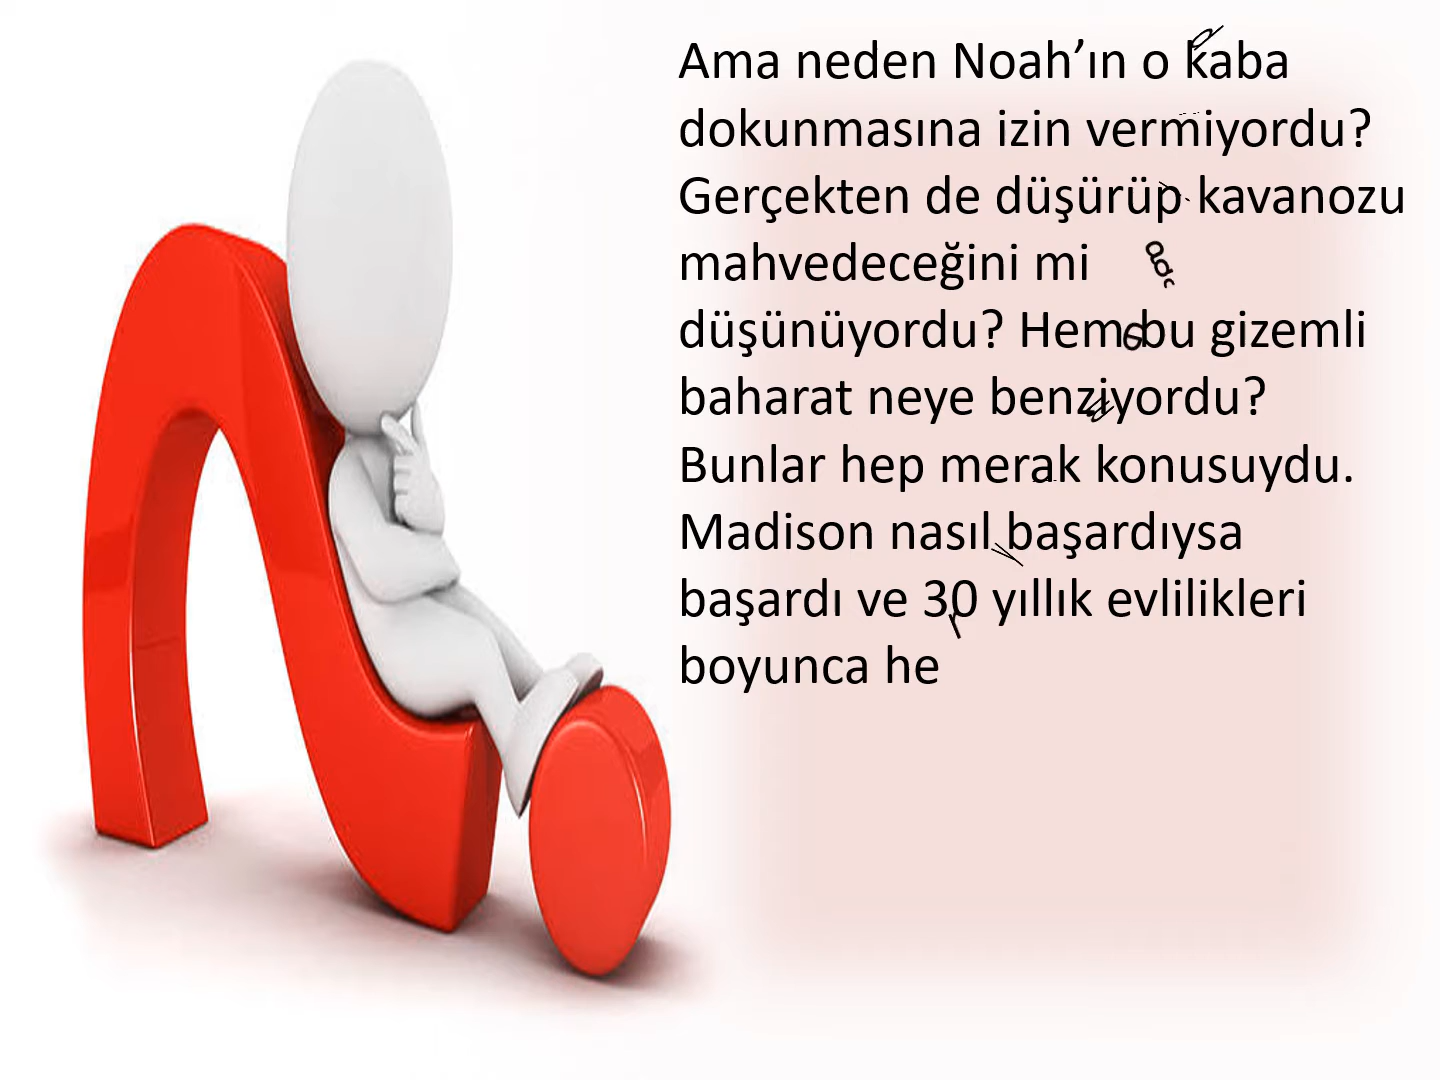 Ama neden Noah’ın o kaba
dokunmasına izin vermiyordu?
Gerçekten de düşürüp kavanozu
mahvedeceğini mi
düşünüyordu? Hem bu gizemli
baharat neye benziyordu?
Bunlar hep merak konusuydu.
Madison nasıl başardıysa
başardı ve 30 yıllık evlilikleri
boyunca he